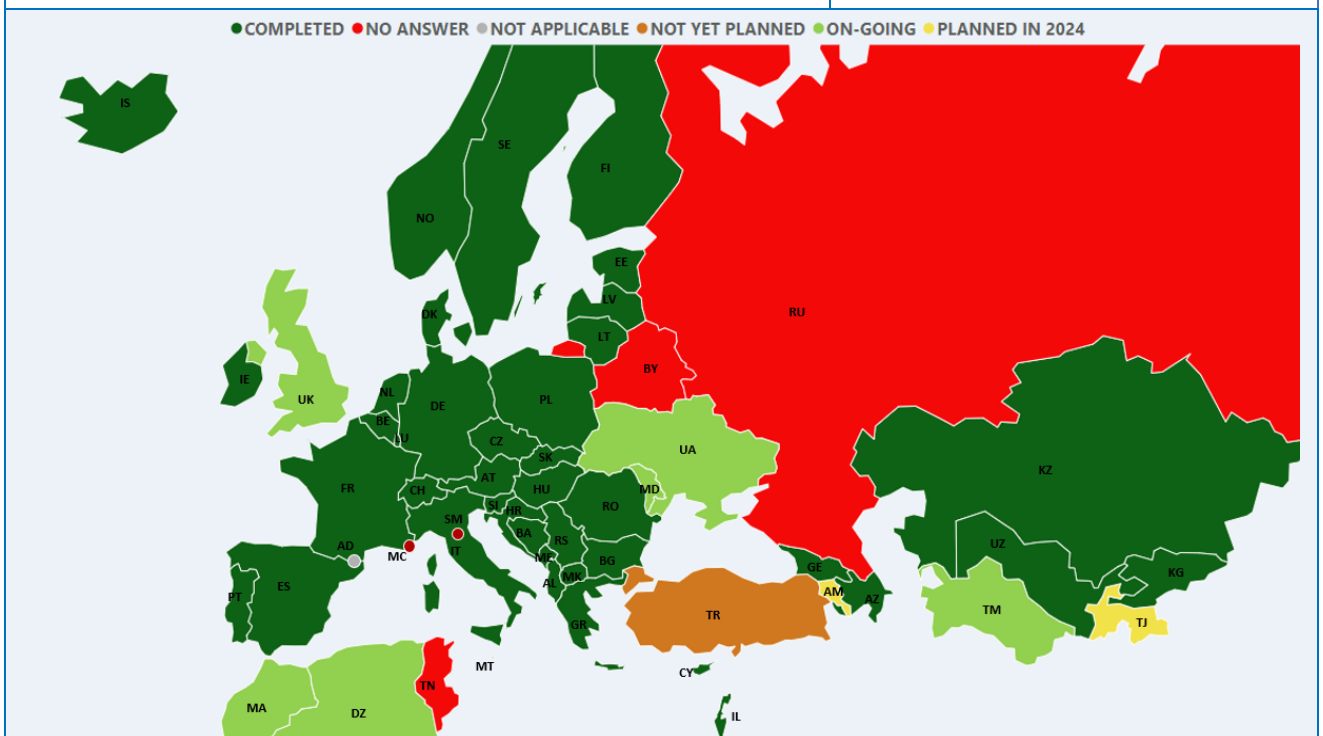 COMPLETED NO ANSWER NOT APPLICABLE NOT YET PLANNED ON-GOING PLANNED IN 2024
IS
SE
FI
NO
EE
LV
DK
RU
LT
BY
IE
NL
UK
DE
PL
BE
LU
CZ
UA
SK
KZ
AT
FR
CH
HU
MD
SI
HR
RO
SM
BA
RS
UZ
AD
MC
IT
ME
BG
GE
KG
ES
AL
MK
AM
AZ
PT
TM
TR
TJ
GR
MT
CY
TN
MA
DZ
IL